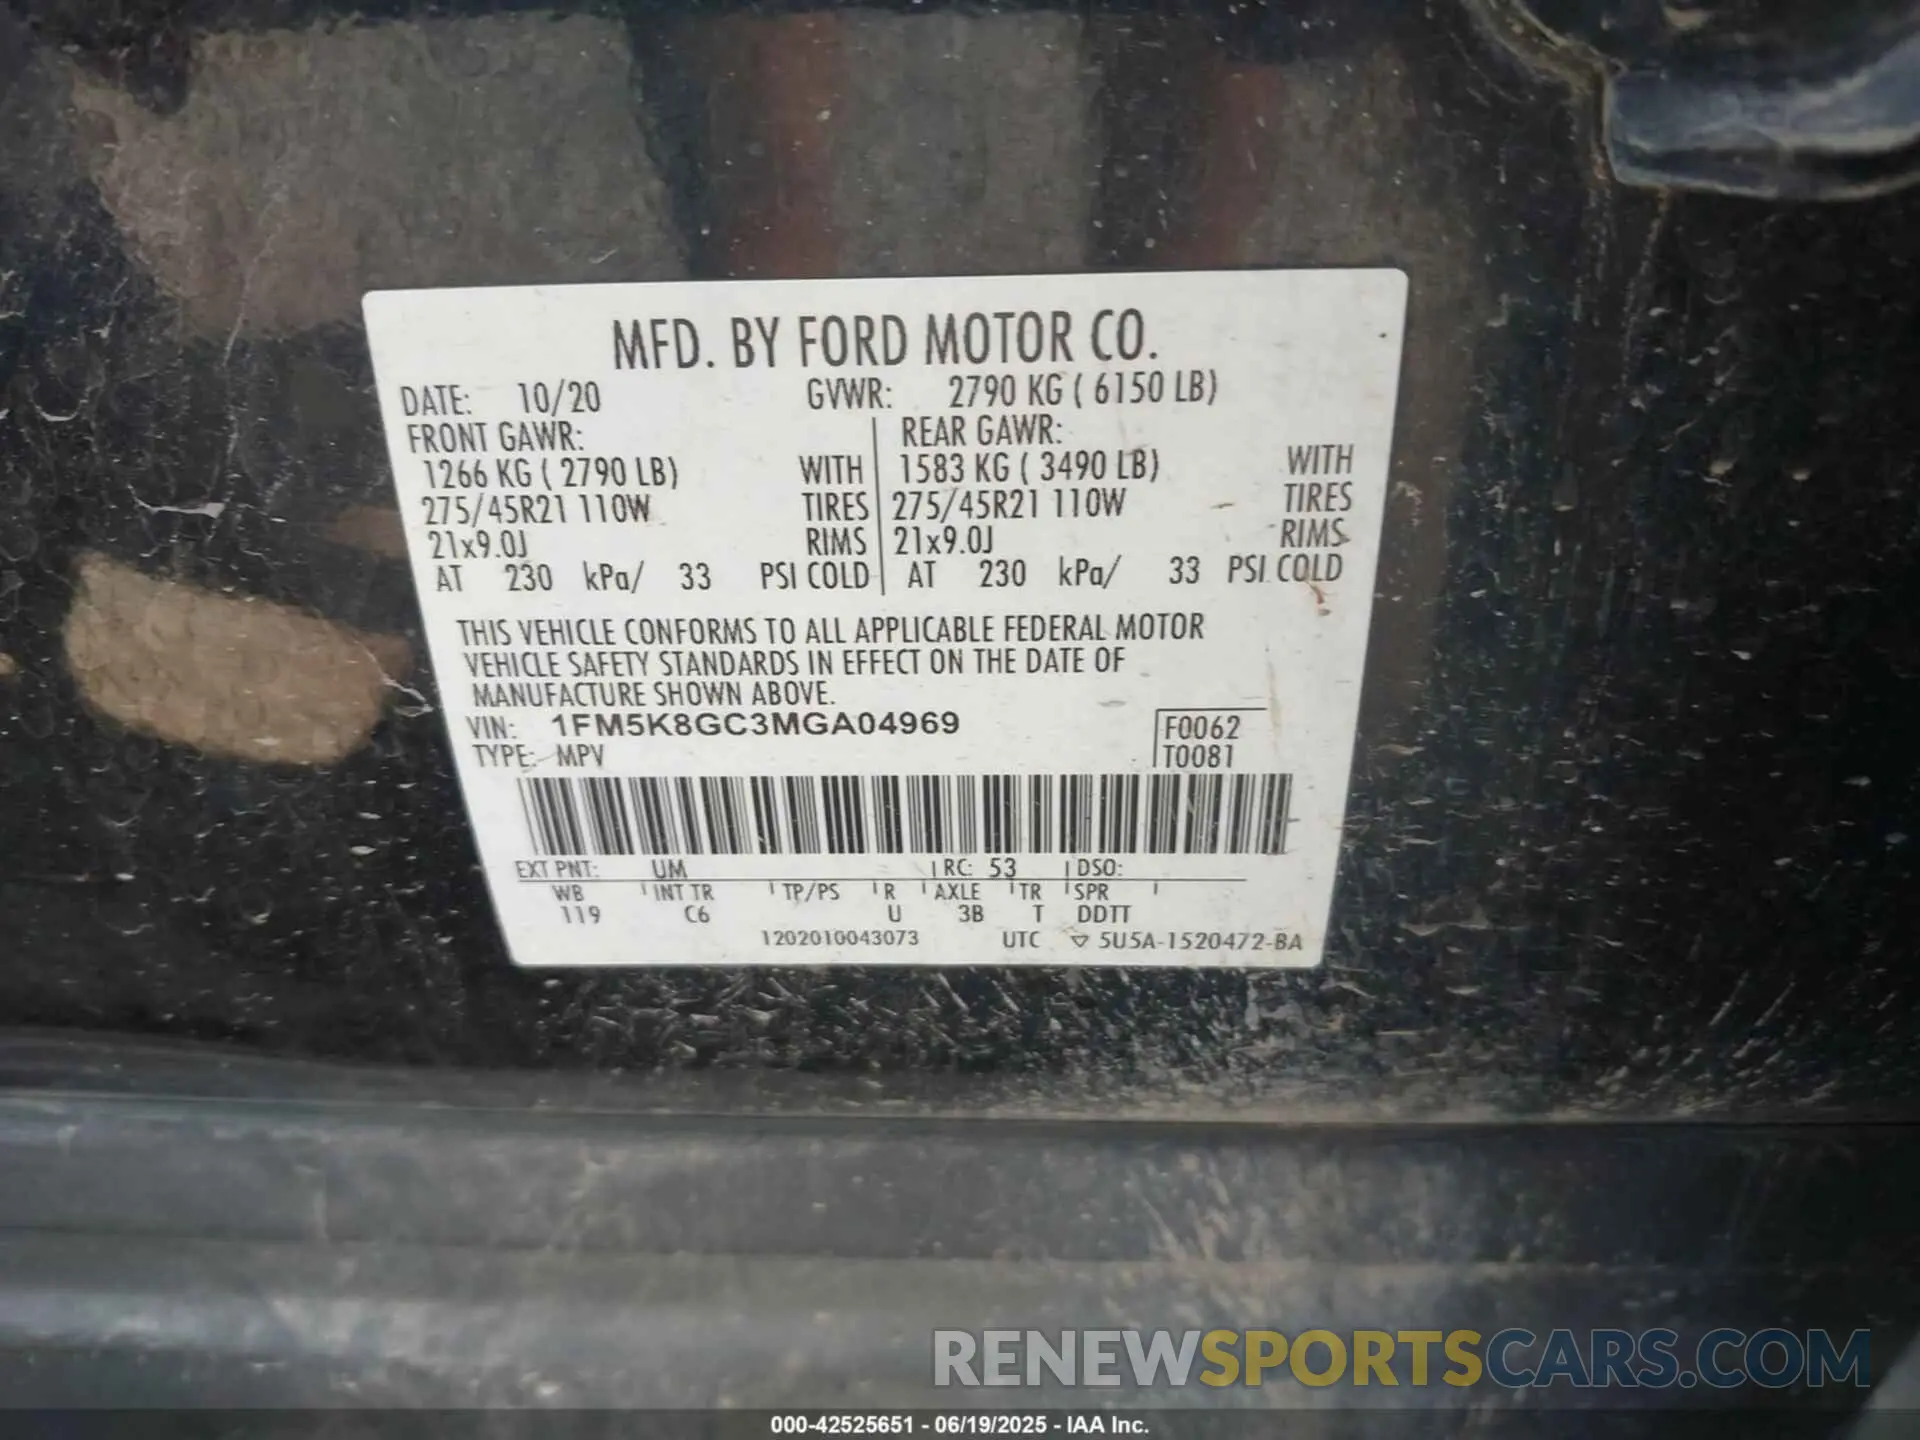 MFD. BY FORD MOTOR CO.
DATE: 10/20 GVWR: 2790 KG ( 6150 LB)
FRONT GAWR: REAR GAWR:
1266 KG ( 2790 LB) WITH 1583 KG ( 3490 LB) WITH
275/45R21 110W TIRES 275/45R21 110W TIRES
21x9.0J RIMS 21x9.0J RIMS
AT 230 kPa/ 33 PSI COLD AT 230 kPa/ 33 PSI COLD
THIS VEHICLE CONFORMS TO ALL APPLICABLE FEDERAL MOTOR
VEHICLE SAFETY STANDARDS IN EFFECT ON THE DATE OF
MANUFACTURE SHOWN ABOVE.
VIN: 1FM5K8GC3MGA04969 F0062
TYPE: MPV T0081
EXT PNT: UM RC: 53 DSO:
WB INT TR TP/PS R AXLE TR SPR
119 C6 U 3B T DDTT
1202010043073 UTC ▽ 5U5A-1520472-BA
RENEWSPORTSCARS.COM
000-42525651 - 06/19/2025 - IAA Inc.